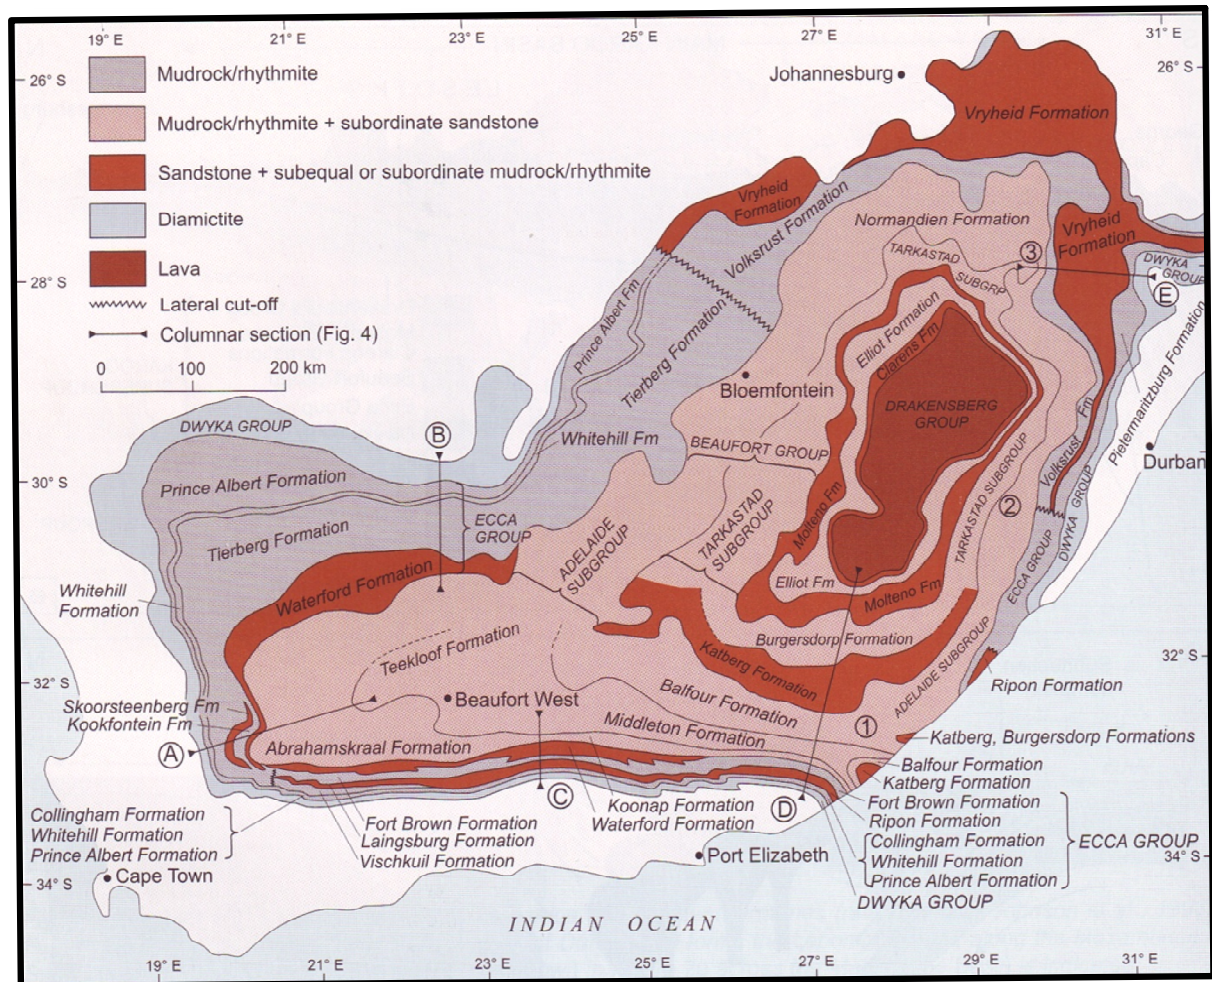 19° E
21° E
23° E
25° E
27° E
29° E
31° E
26° S
26° S
Mudrock/rhythmite
Mudrock/rhythmite + subordinate sandstone
Sandstone + subequal or subordinate mudrock/rhythmite
Diamictite
Lava
Lateral cut-off
Columnar section (Fig. 4)
0 100 200 km
28° S
28° S
30° S
30° S
32° S
32° S
34° S
34° S
Johannesburg
Vryheid Formation
Vryheid
Formation
Volksrust Formation
Normandien Formation
Vryheid
Formation
TARKASTAD
SUBGRP
3
DWYKA
GROUP
E
Prince Albert Fm
Tierberg Formation
Elliot Formation
Clarens Fm
Bloemfontein
DRAKENSBERG
GROUP
Pietermaritzburg Formation
Durban
DWYKA GROUP
B
Whitehill Fm
BEAUFORT GROUP
Volksrust Fm
Prince Albert Formation
ECCA
GROUP
Tierberg Formation
ADELAIDE
SUBGROUP
TARKASTAD
SUBGROUP
Molteno Fm
TARKASTAD SUBGROUP
2
ECCA GROUP
DWYKA GROUP
Whitehill
Formation
Waterford Formation
Elliot Fm
Molteno Fm
Teekloof Formation
Burgersdorp Formation
Katberg Formation
ADELAIDE SUBGROUP
Ripon Formation
Skoorsteenberg Fm
Kookfontein Fm
Beaufort West
Balfour Formation
Middleton Formation
1
Katberg, Burgersdorp Formations
A
Abrahamskraal Formation
Balfour Formation
Katberg Formation
C
D
Koonap Formation
Waterford Formation
Fort Brown Formation
Ripon Formation
Collingham Formation
Whitehill Formation
Prince Albert Formation
ECCA GROUP
DWYKA GROUP
Collingham Formation
Whitehill Formation
Prince Albert Formation
Fort Brown Formation
Laingsburg Formation
Vischkuil Formation
Port Elizabeth
Cape Town
INDIAN OCEAN
19° E
21° E
23° E
25° E
27° E
29° E
31° E